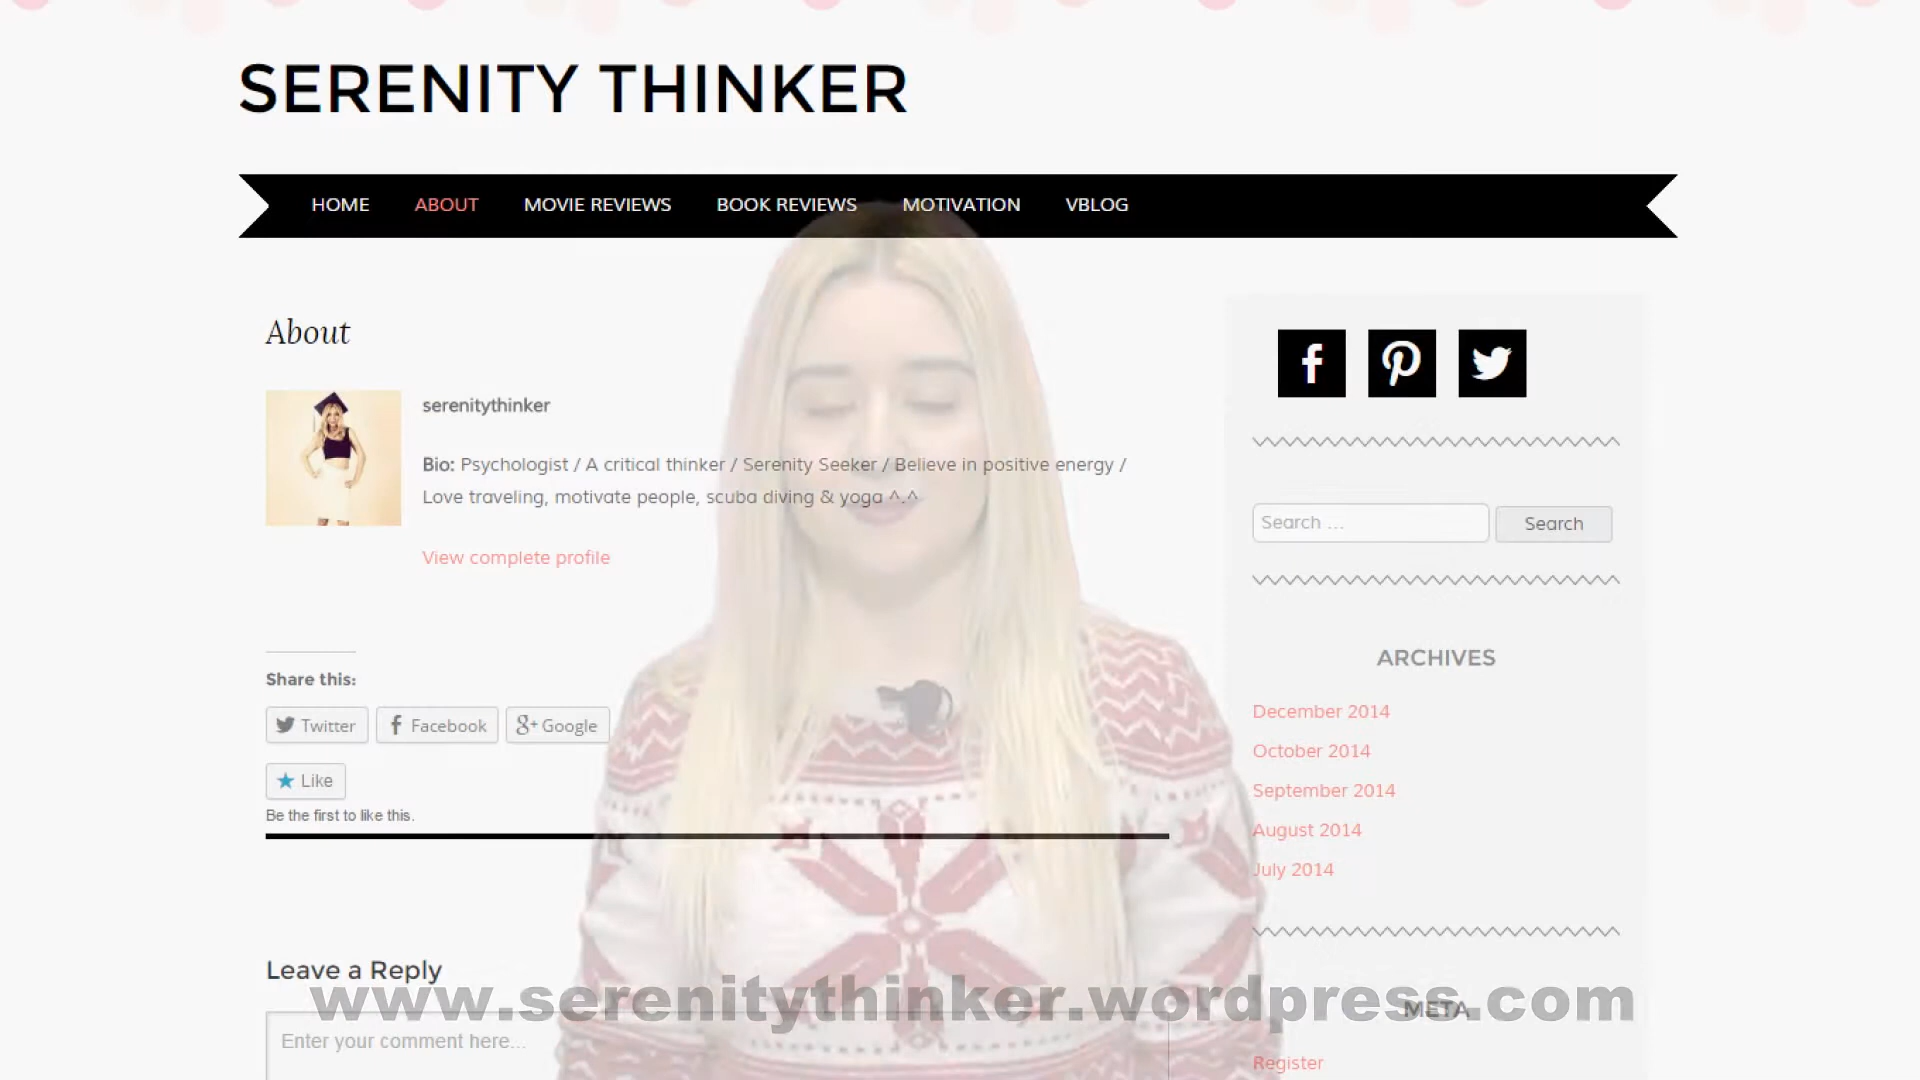 SERENITY THINKER
HOME ABOUT MOVIE REVIEWS BOOK REVIEWS MOTIVATION VBLOG
About
serenitythinker
Bio: Psychologist / A critical thinker / Serenity Seeker / Believe in positive energy /
Love traveling, motivate people, scuba diving & yoga ^.^
View complete profile
Share this:
Twitter Facebook Google
Like
Be the first to like this.
Leave a Reply
Enter your comment here...
Search ... Search
ARCHIVES
December 2014
October 2014
September 2014
August 2014
July 2014
META
Register
www.serenitythinker.wordpress.com